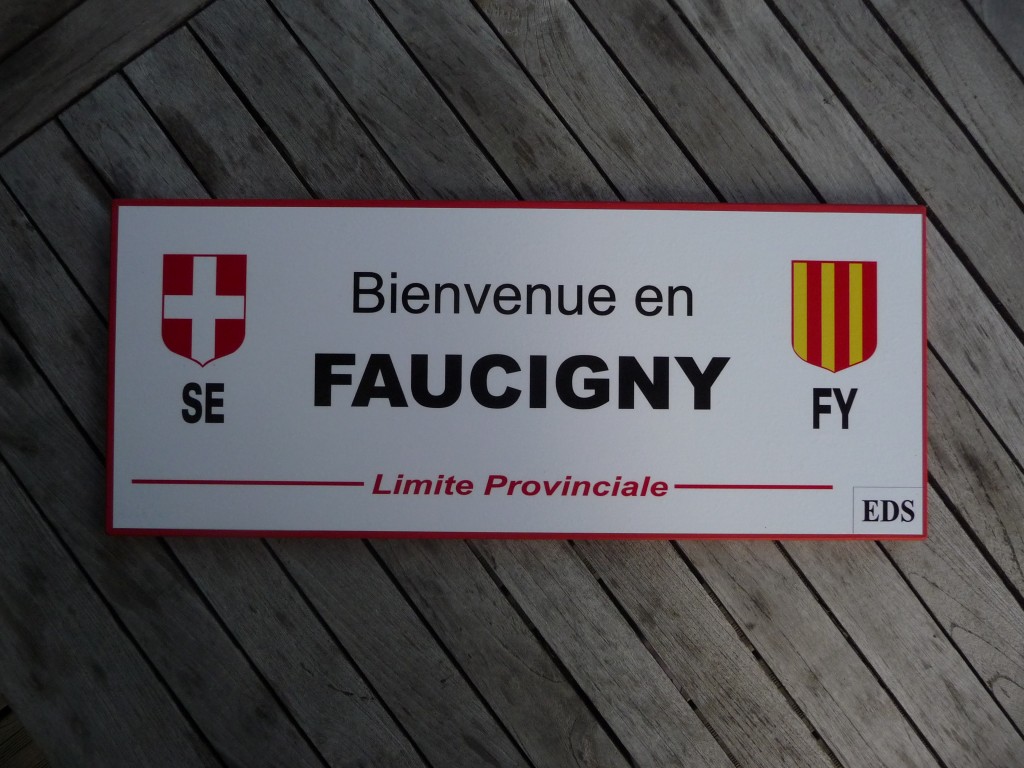 Bienvenue en
FAUCIGNY
SE
FY
Limite Provinciale
EDS